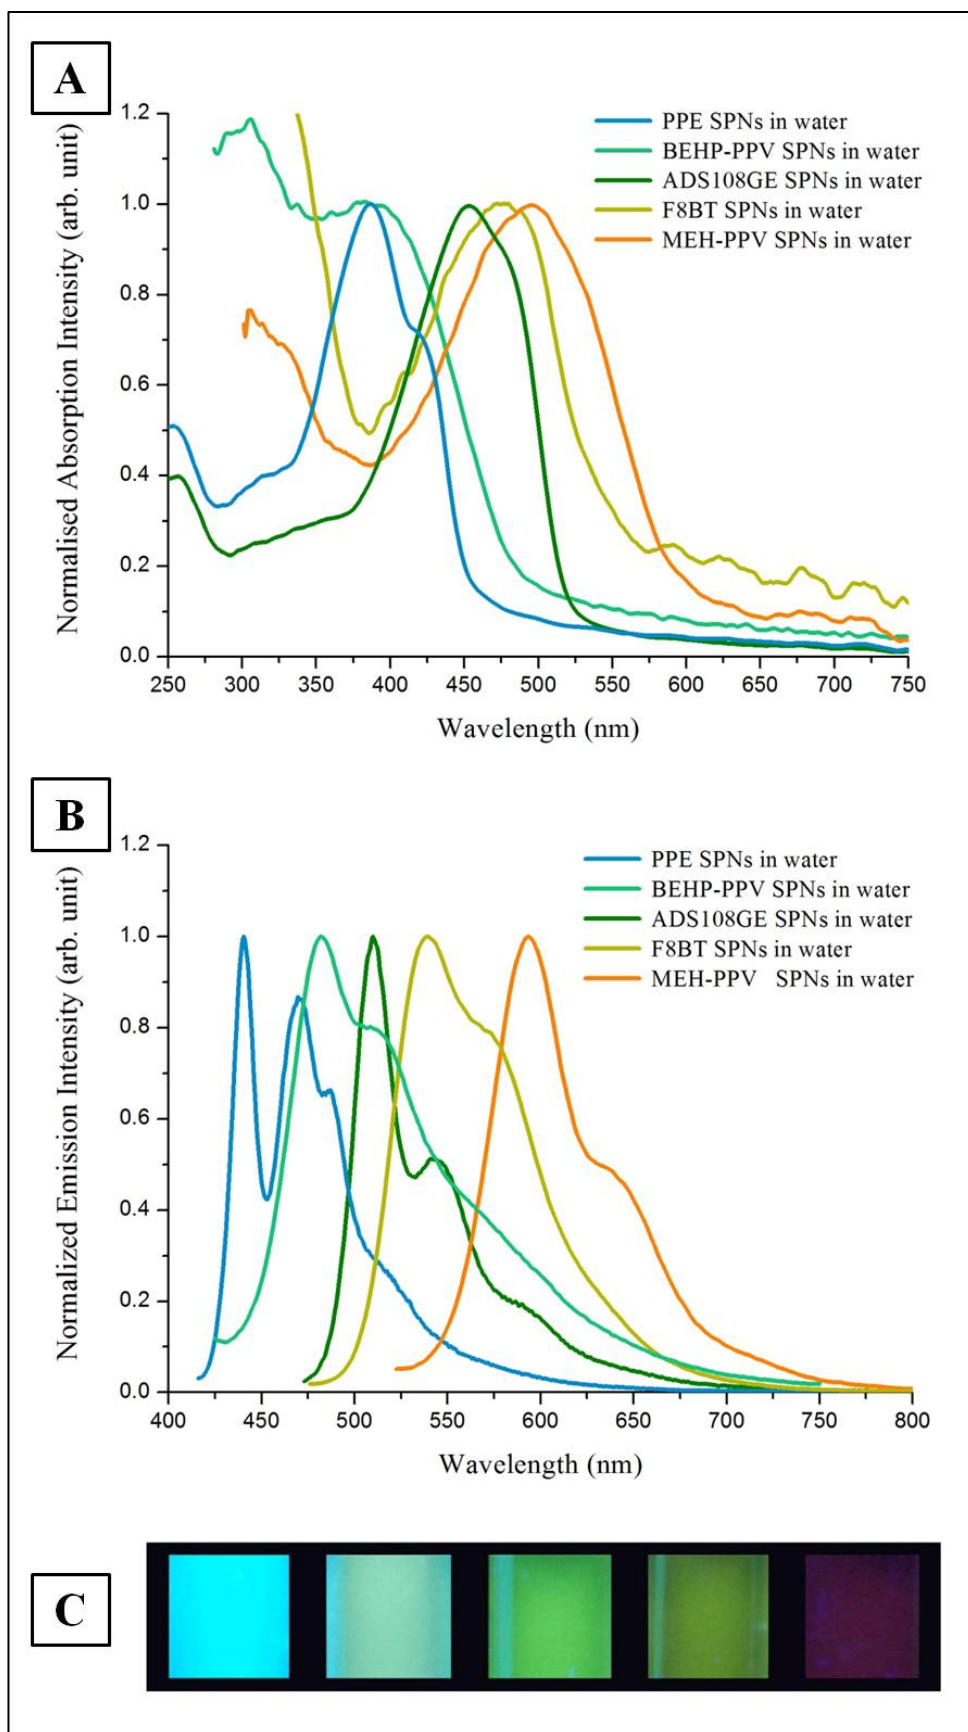 A
Normalised Absorption Intensity (arb. unit)
1.2
1.0
0.8
0.6
0.4
0.2
0.0
PPE SPNs in water
BEHP-PPV SPNs in water
ADS108GE SPNs in water
F8BT SPNs in water
MEH-PPV SPNs in water
250 300 350 400 450 500 550 600 650 700 750
Wavelength (nm)
B
Normalized Emission Intensity (arb. unit)
1.2
1.0
0.8
0.6
0.4
0.2
0.0
PPE SPNs in water
BEHP-PPV SPNs in water
ADS108GE SPNs in water
F8BT SPNs in water
MEH-PPV SPNs in water
400 450 500 550 600 650 700 750 800
Wavelength (nm)
C